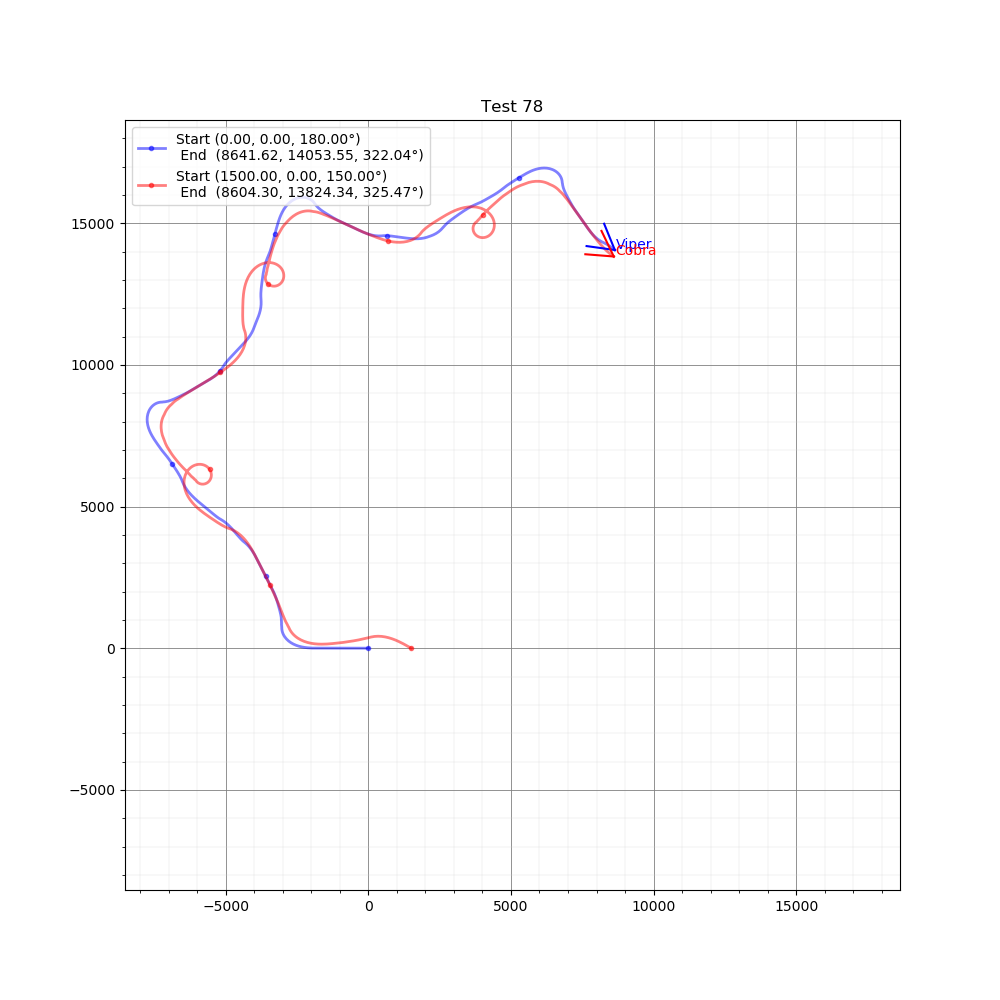 Test 78
Start (0.00, 0.00, 180.00°)
End (8641.62, 14053.55, 322.04°)
Start (1500.00, 0.00, 150.00°)
End (8604.30, 13824.34, 325.47°)
Viper
Cobra
15000
10000
5000
0
−5000
−5000
0
5000
10000
15000